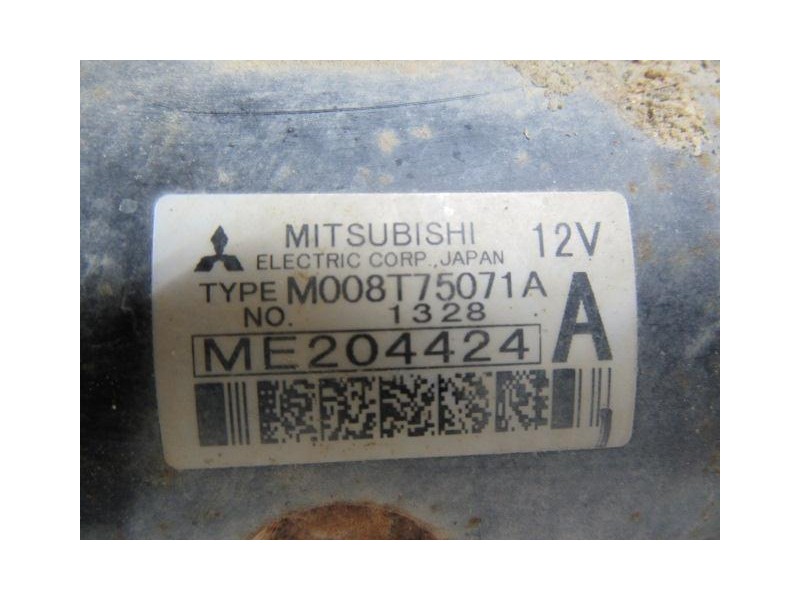 MITSUBISHI 12V
ELECTRIC CORP., JAPAN
TYPE M008T75071A
NO. 1328 A
ME204424